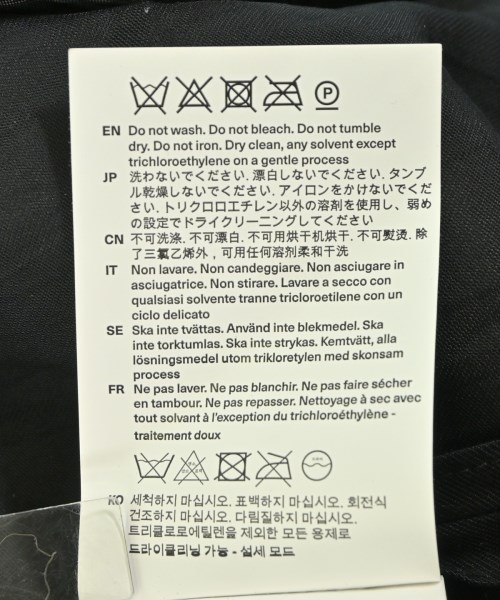 P
EN Do not wash. Do not bleach. Do not tumble
dry. Do not iron. Dry clean, any solvent except
trichloroethylene on a gentle process
JP 洗わないでください. 漂白しないください. タンブ
ル乾燥しないでください. アイロンをかけないでくだ
さい. トリクロロエチレン以外の溶剤を使用し、弱め
の設定でドライクリーニングしてください
CN 不可洗涤. 不可漂白. 不可用烘干机烘干. 不可熨烫. 除
了三氯乙烯外，可用任何溶剂柔和干洗
IT Non lavare. Non candeggiare. Non asciugare in
asciugatrice. Non stirare. Lavare a secco con
qualsiasi solvente tranne tricloroetilene con un
ciclo delicato
SE Ska inte tvättas. Använd inte blekmedel. Ska
inte torktumlas. Ska inte strykas. Kemtvätt, alla
lösningsmedel utom trikloretylen med skonsam
process
FR Ne pas laver. Ne pas blanchir. Ne pas faire sécher
en tambour. Ne pas repasser. Nettoyage à sec avec
tout solvant à l'exception du trichloroéthylène -
traitement doux
KO 세척하지 마십시오. 표백하지 마십시오. 회전식
건조하지 마십시오. 다림질하지 마십시오.
트리클로로에틸렌을 제외한 모든 용제로
드라이클리닝 가능 - 섬세 모드